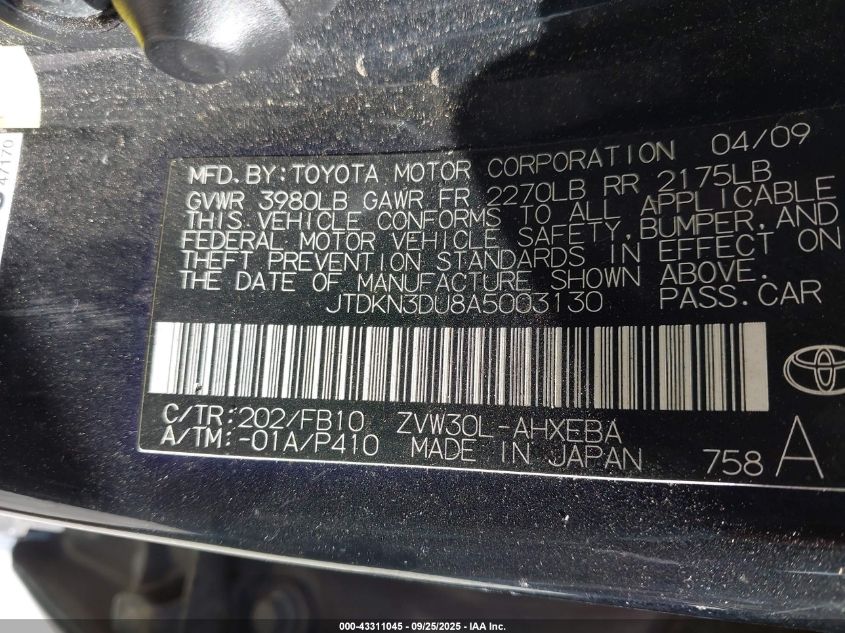 47170
MFD. BY: TOYOTA MOTOR CORPORATION 04/09
GVWR 3980LB GAWR FR 2270LB RR 2175LB
THIS VEHICLE CONFORMS TO ALL APPLICABLE
FEDERAL MOTOR VEHICLE SAFETY, BUMPER, AND
THEFT PREVENTION STANDARDS IN EFFECT ON
THE DATE OF MANUFACTURE SHOWN ABOVE.
JTDKN3DU8A5003130 PASS. CAR
C/TR: 202/FB10 ZVW30L-AHXEBA
A/TM: -01A/P410 MADE IN JAPAN 758 A
000-43311045 - 09/25/2025 - IAA Inc.